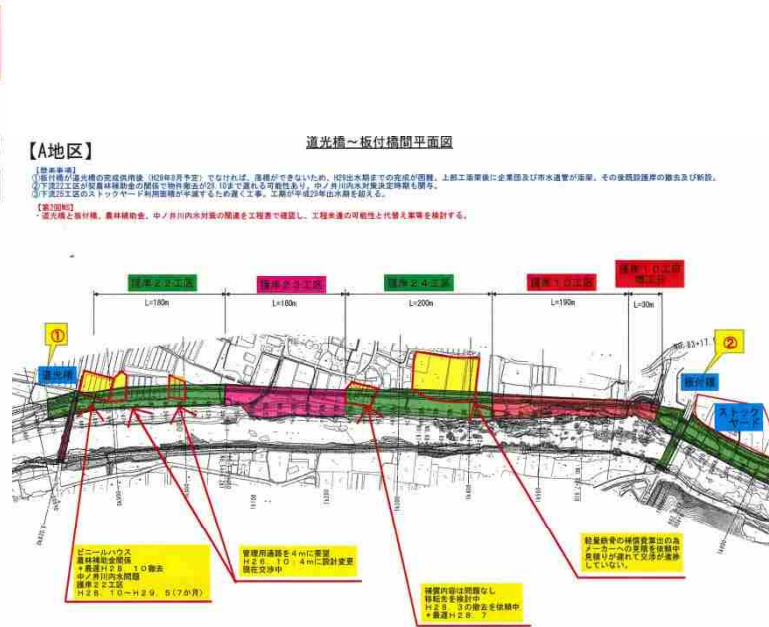 道光橋～板付橋間平面図
【A地区】
【懸案事項】
①板付橋が道光橋の完成供用後（H28年8月予定）でなければ、落橋ができないため、H29出水期までの完成が困難。上部工添架後に企業団及び市水道管が添架、その後既設護岸の撤去及び新設。
②下流22工区が契農林補助金の関係で物件撤去が28.10まで遅れる可能性あり、中ノ井川内水対策決定時期も関与。
③下流25工区のストックヤード利用面積が半減するため遅く工事、工期が平成29年出水期を超える。
【第2回WG】
・道光橋と板付橋、農林補助金、中ノ井川内水対策の関連を工程表で確認し、工程末達の可能性と代替え案等を検討する。
護岸２２工区
護岸２３工区
護岸２４工区
護岸１０工区
護岸１０工区
L=180m
L=180m
L=200m
L=190m
L=30m
①
②
道光橋
板付橋
ストック
ヤード
ビニールハウス
農林補助金関係
＊最遅Ｈ２８．１０撤去
中ノ井川内水問題
護岸２２工区
Ｈ２８．１０～Ｈ２９．５(７か月)
管理用通路を４ｍに要望
Ｈ２６．１０：４ｍに設計変更
現在交渉中
補償内容は問題なし
移転先を検討中
Ｈ２８．３の撤去を依頼中
＊最遅Ｈ２８．７
軽量鉄骨の補償費算出の為
メーカーへの見積を依頼中
見積りが遅れて交渉が進捗
していない。